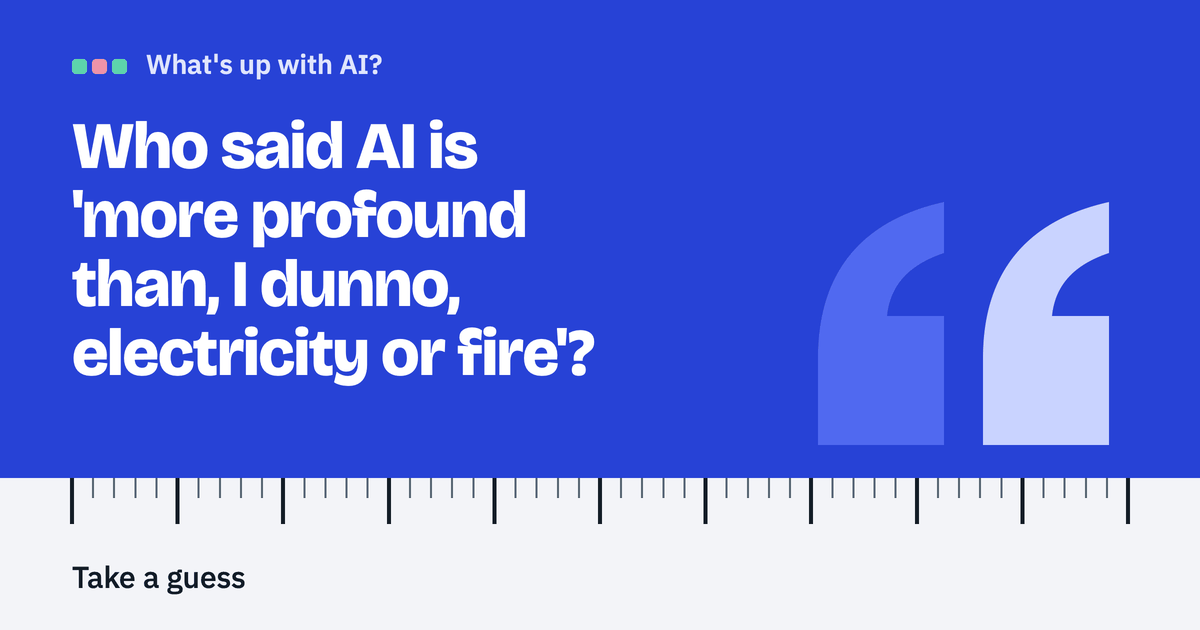 What's up with AI?
Who said AI is
'more profound
than, I dunno,
electricity or fire'?
Take a guess